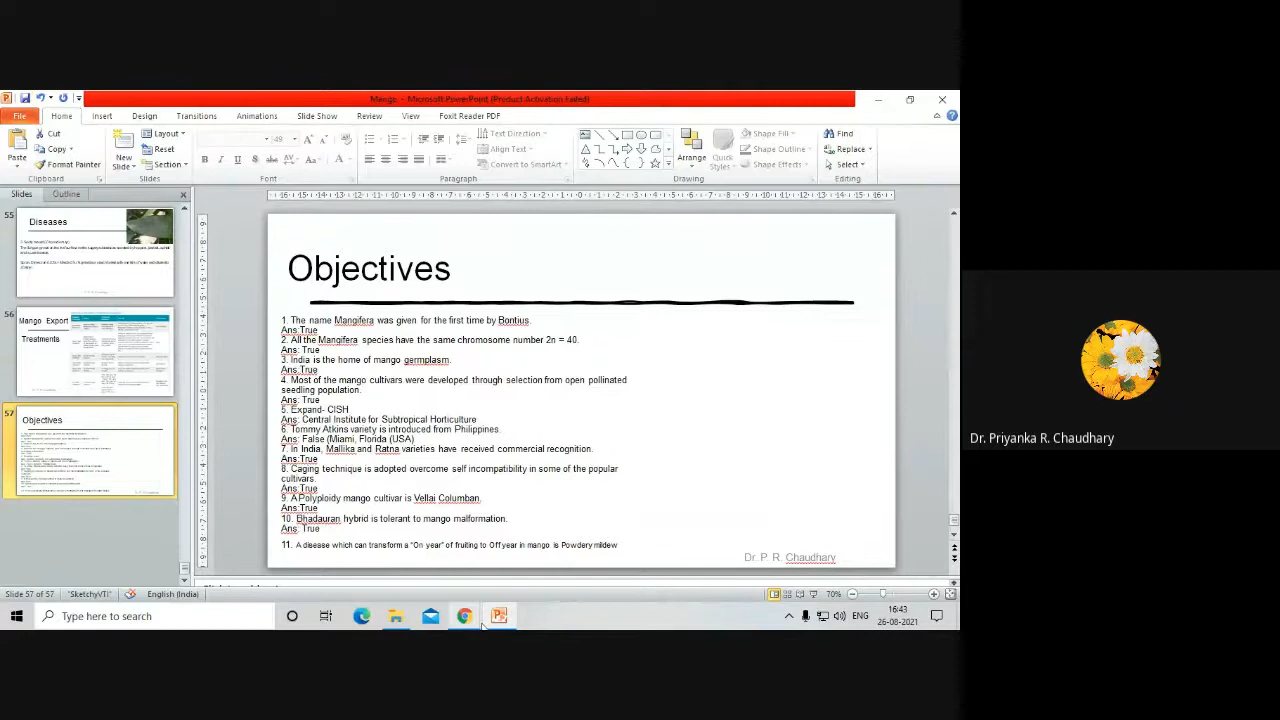 Mango - Microsoft PowerPoint (Product Activation Failed)
File Home Insert Design Transitions Animations Slide Show Review View Foxit Reader PDF
Paste
Cut
Copy
Format Painter
Clipboard
New
Slide
Layout
Reset
Section
Slides
Font
Text Direction
Align Text
Convert to SmartArt
Paragraph
Arrange
Quick
Styles
Shape Fill
Shape Outline
Shape Effects
Drawing
Find
Replace
Select
Editing
Slides Outline
55
Diseases
56
Mango Export
Treatments
57
Objectives
Objectives
1. The name Mangifera was given for the first time by
2. All the Mangifera species have the same chromosome number 2n = 40.
Ans: True
3. India is the home of mango germplasm.
Ans:True
4. Most of the mango cultivars were developed through selection from open pollinated
seedling population.
Ans: True
5. Expand- CISH
Ans: Central Institute for Subtropical Horticulture
6. Tommy Atkins variety is introduced from Philippines.
Ans: False (Miami, Florida (USA)
7. In India, Mallika and Ratna varieties have received commercial recognition.
Ans:True
8. Caging technique is adopted overcome self incompatibility in some of the popular
cultivars.
Ans:True
9. A Polyploidy mango cultivar is Vellai Columban.
Ans:True
10. Bhadauran hybrid is tolerant to mango malformation.
Ans: True
11. A disease which can transform a "On year" of fruiting to Off year in mango is Powdery mildew
Dr. P. R. Chaudhary
Slide 57 of 57 "SketchyVTI" English (India) 70%
Type here to search
ENG
16:43
26-08-2021
Dr. Priyanka R. Chaudhary